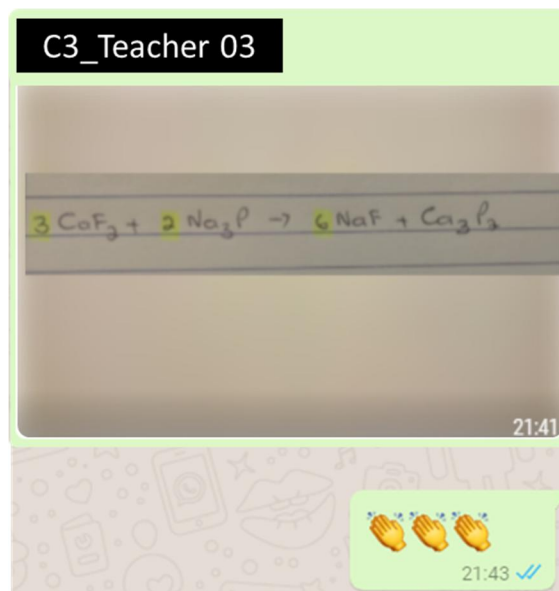 C3_Teacher 03
3 CaF₂ + 2 Na₃P → 6 NaF + Ca₃P₂
21:41
👏👏👏
21:43